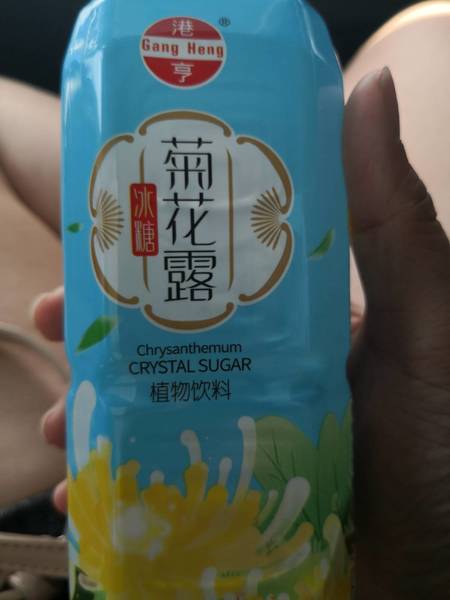 港
®
Gang Heng
亨
冰糖
菊花露
Chrysanthemum
CRYSTAL SUGAR
植物饮料